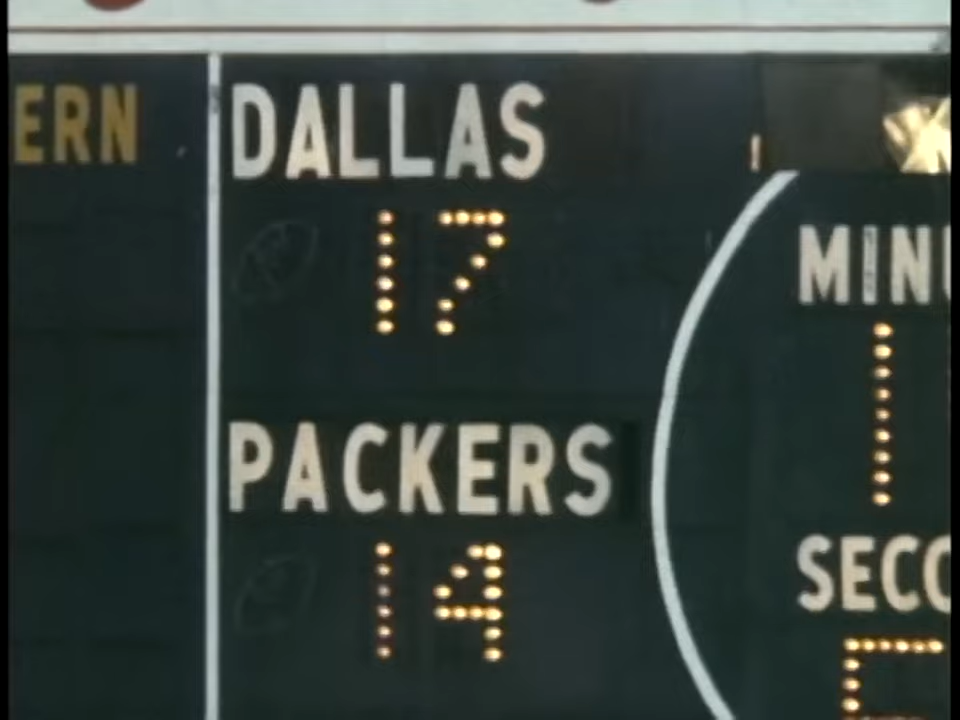 ERN
DALLAS
17
PACKERS
14
MINU
1
SECO